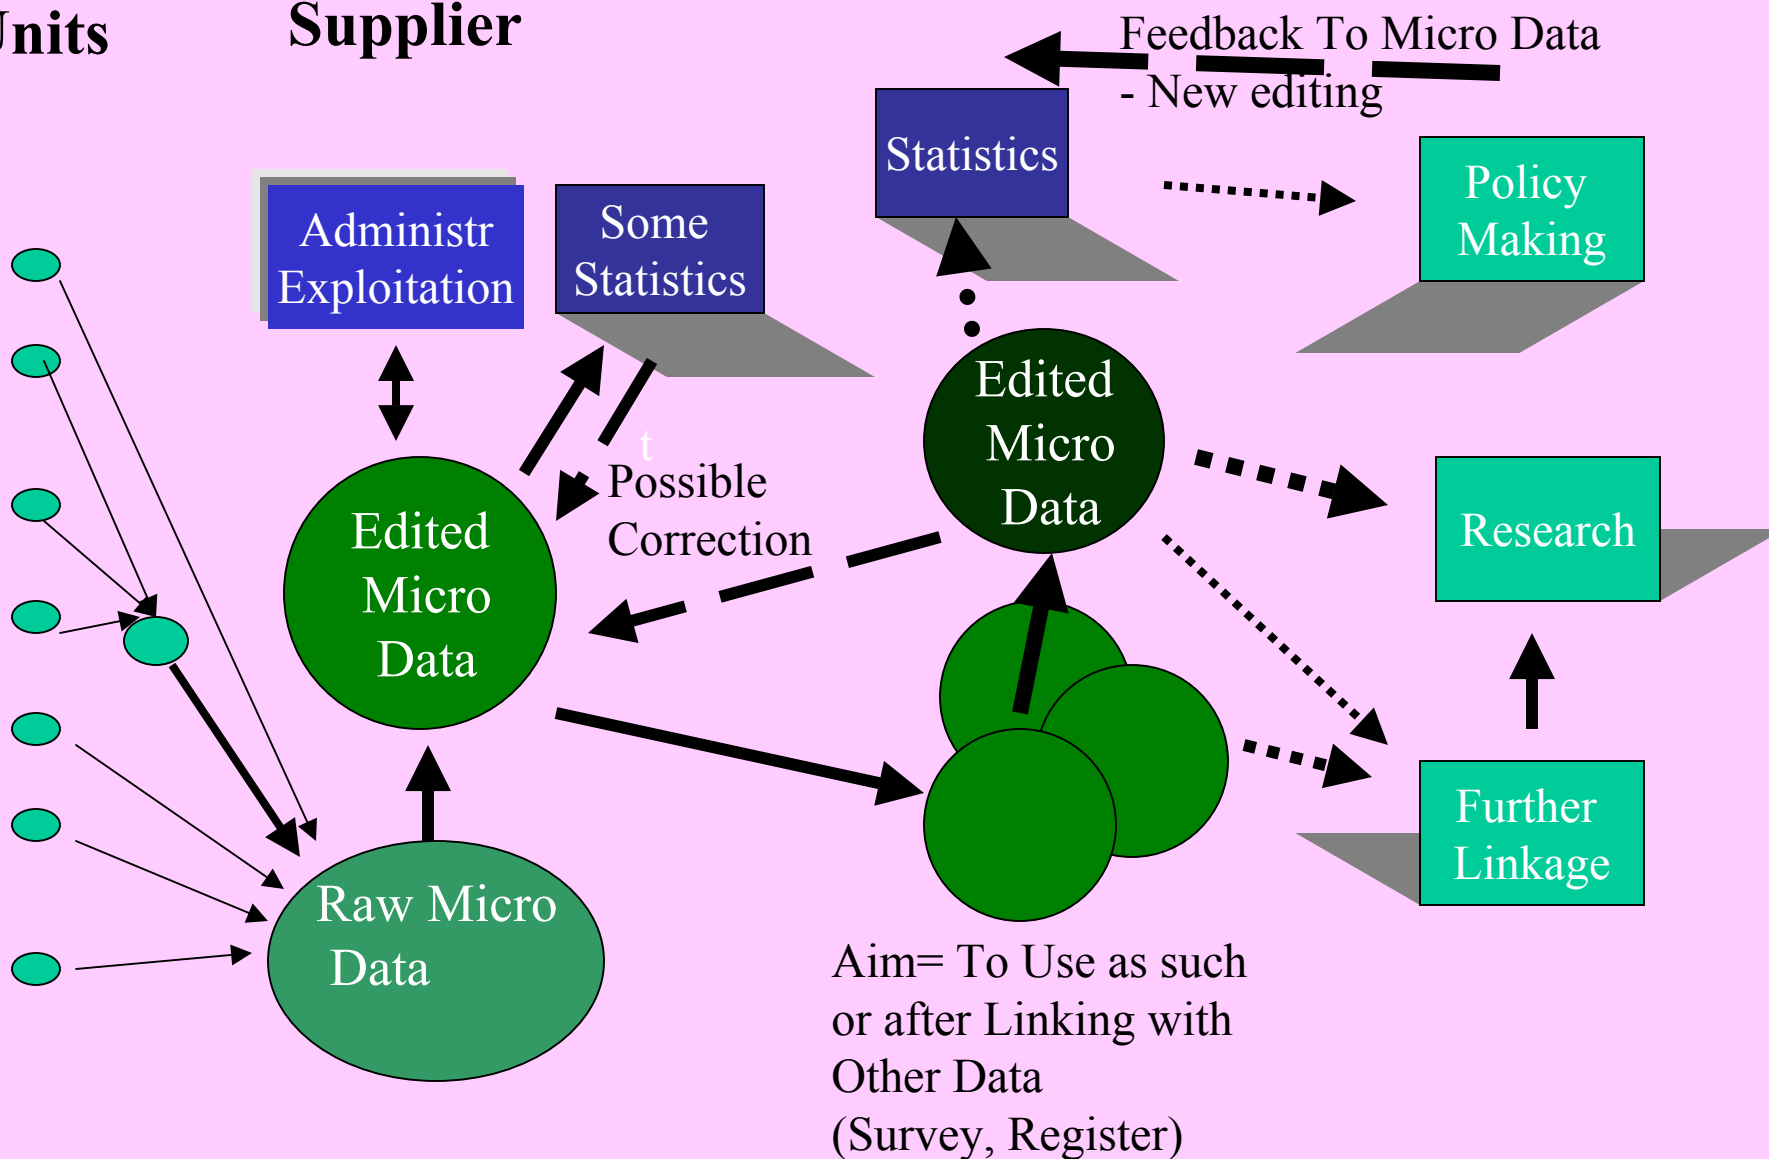 Units
Supplier
Feedback To Micro Data
- New editing
Statistics
Policy
Making
Administr
Exploitation
Some
Statistics
t
Possible
Correction
Edited
Micro
Data
Edited
Micro
Data
Research
Further
Linkage
Raw Micro
Data
Aim= To Use as such
or after Linking with
Other Data
(Survey, Register)